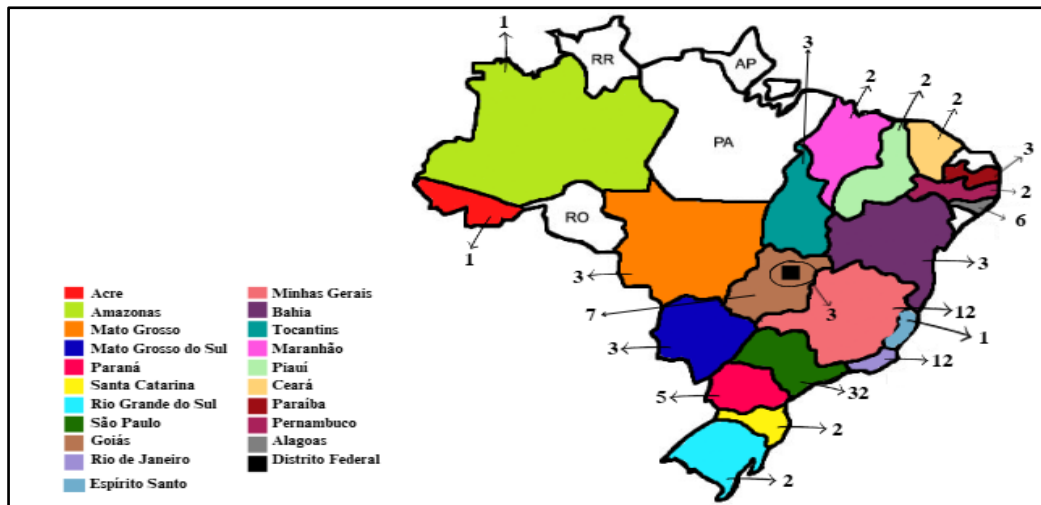 1
RR
AP
3
2
2
2
3
PA
2
6
RO
1
3
3
7
3
12
1
3
12
5
32
2
2
Acre
Amazonas
Mato Grosso
Mato Grosso do Sul
Paraná
Santa Catarina
Rio Grande do Sul
São Paulo
Goiás
Rio de Janeiro
Espírito Santo
Minhas Gerais
Bahia
Tocantins
Maranhão
Piauí
Ceará
Paraíba
Pernambuco
Alagoas
Distrito Federal